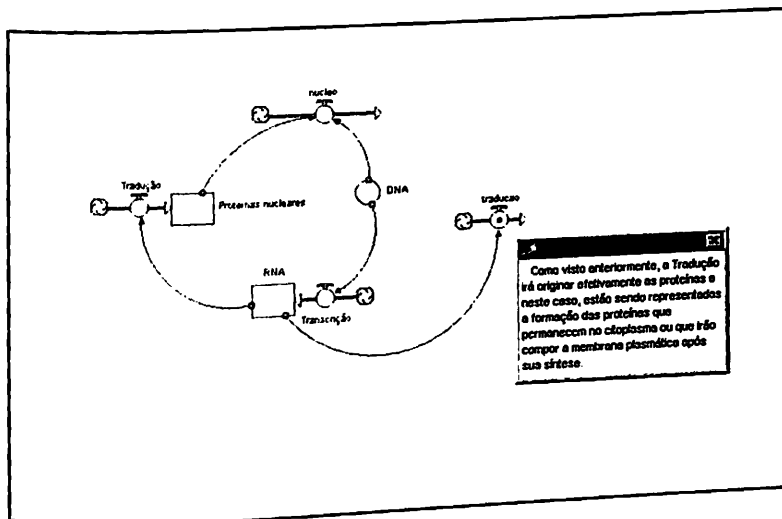 nucleo
Tradução
Proteinas nucleares
DNA
traducao
RNA
Transcrição
Como visto anteriormente, a Tradução
irá originar efetivamente as proteínas e
neste caso, estão sendo representadas
a formação das proteínas que
permanecem no citoplasma ou que irão
compor a membrana plasmática após
sua síntese.